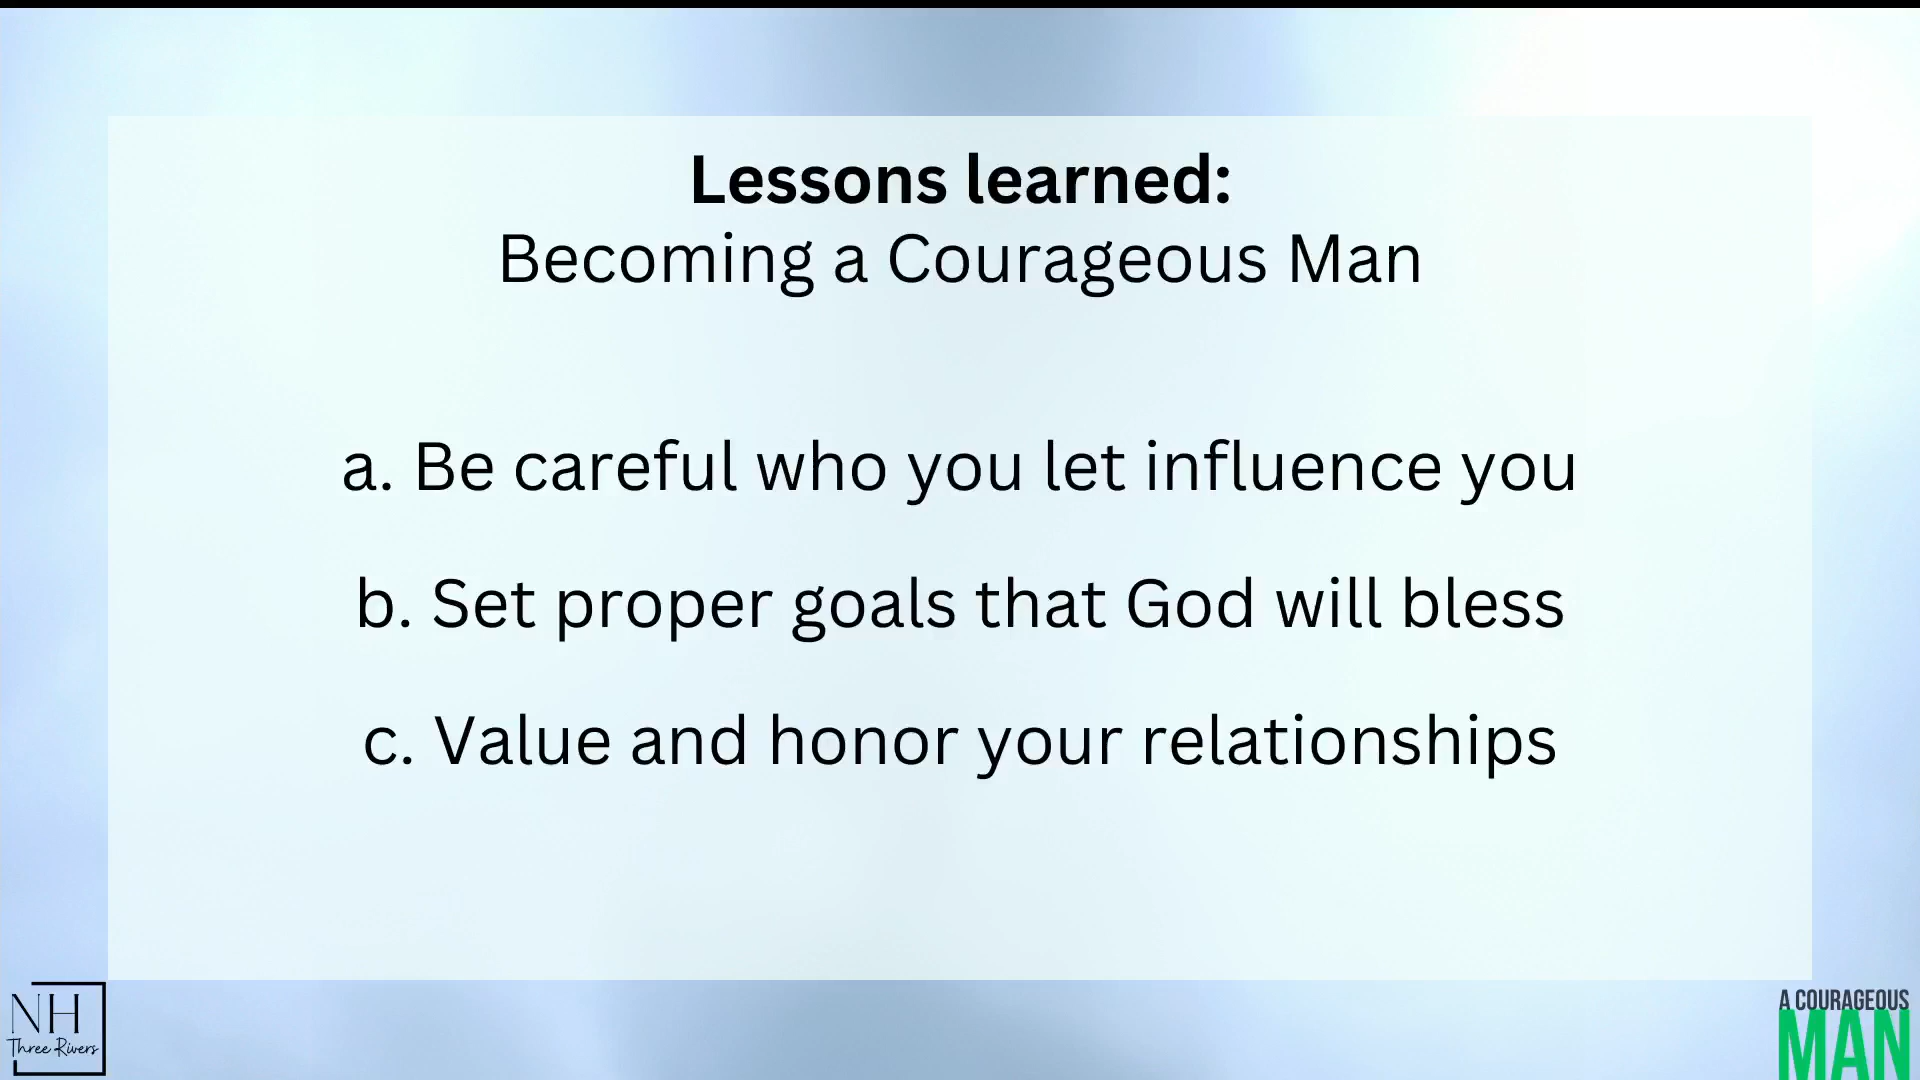 Lessons learned:
Becoming a Courageous Man
a. Be careful who you let influence you
b. Set proper goals that God will bless
c. Value and honor your relationships
NH
Three Rivers
A COURAGEOUS
MAN